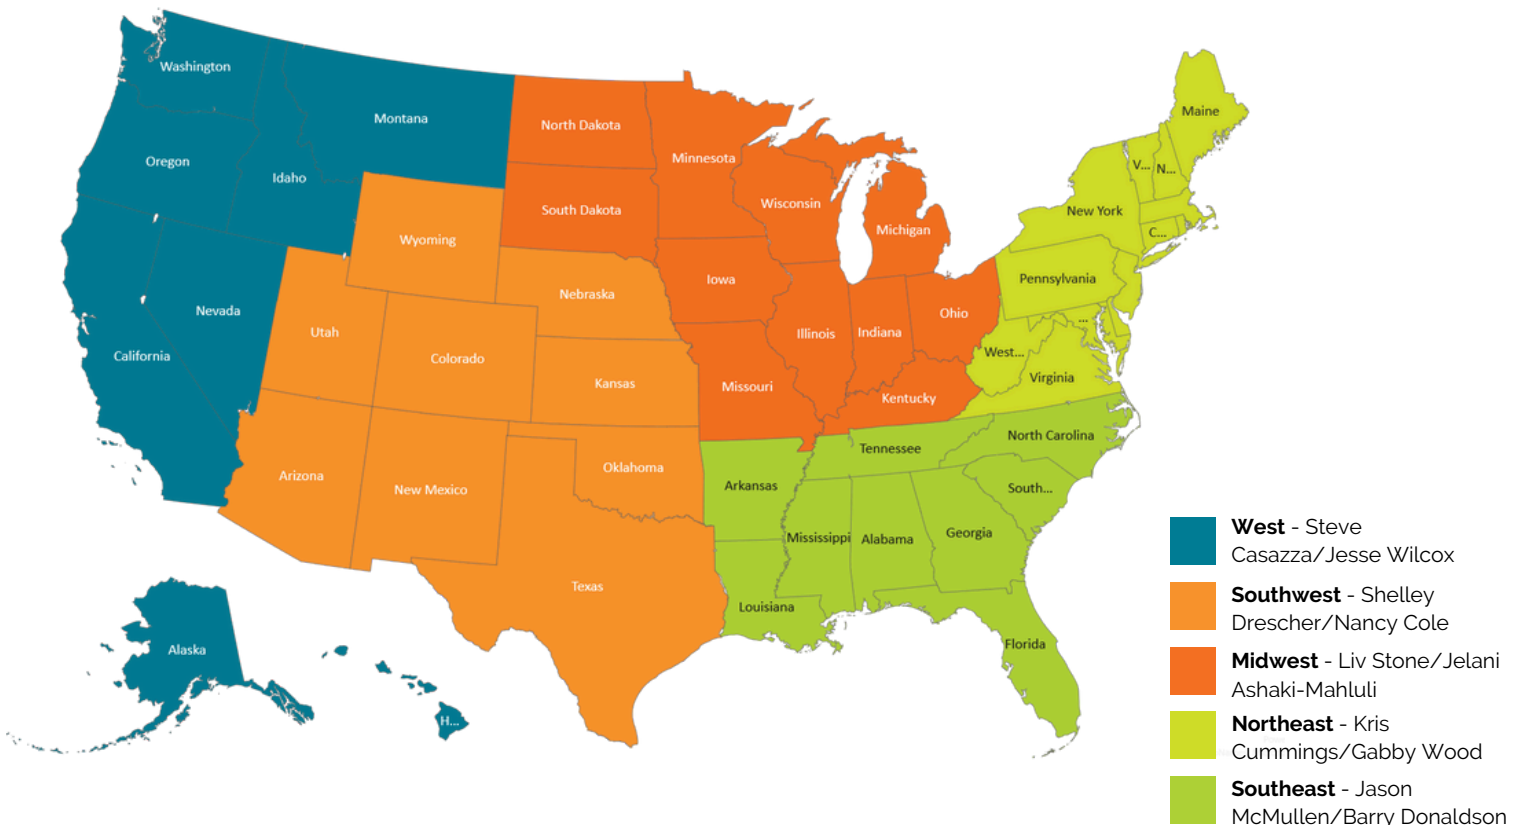 Washington
Montana
North Dakota
Minnesota
Maine
Oregon
Idaho
South Dakota
Wisconsin
Michigan
New York
V...
N...
C...
Wyoming
Nebraska
Iowa
Pennsylvania
Nevada
Utah
Colorado
Kansas
Illinois
Indiana
Ohio
...
West...
Virginia
California
Missouri
Kentucky
Arizona
New Mexico
Oklahoma
Arkansas
Tennessee
North Carolina
South...
Mississippi
Alabama
Georgia
Texas
Louisiana
Florida
Alaska
H...
West - Steve
Casazza/Jesse Wilcox
Southwest - Shelley
Drescher/Nancy Cole
Midwest - Liv Stone/Jelani
Ashaki-Mahluli
Northeast - Kris
Cummings/Gabby Wood
Southeast - Jason
McMullen/Barry Donaldson